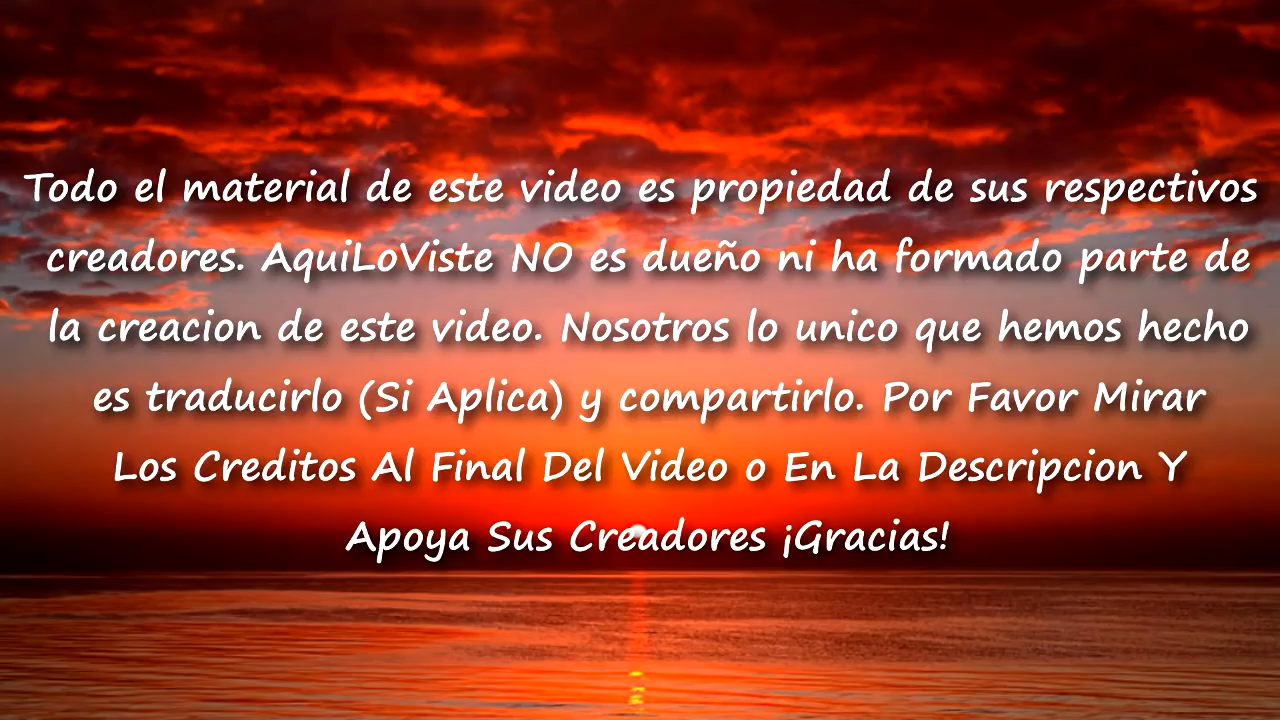 Todo el material de este video es propiedad de sus respectivos
creadores. AquiLoViste NO es dueño ni ha formado parte de
la creacion de este video. Nosotros lo unico que hemos hecho
es traducirlo (Si Aplica) y compartirlo. Por Favor Mirar
Los Creditos Al Final Del Video o En La Descripcion Y
Apoya Sus Creadores ¡Gracias!